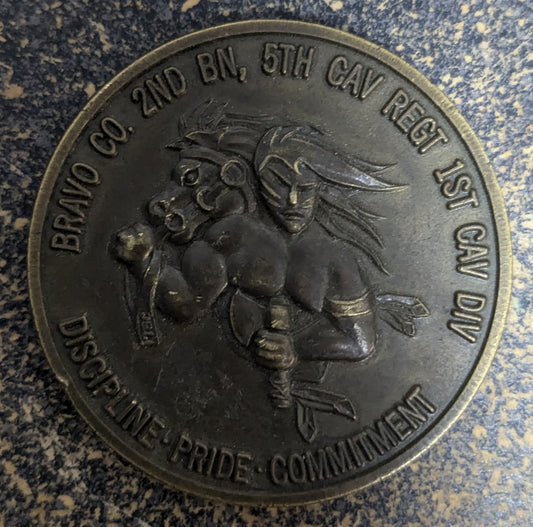 BRAVO CO. 2ND BN, 5TH CAV REGT 1ST CAV DIV
DISCIPLINE · PRIDE · COMMITMENT